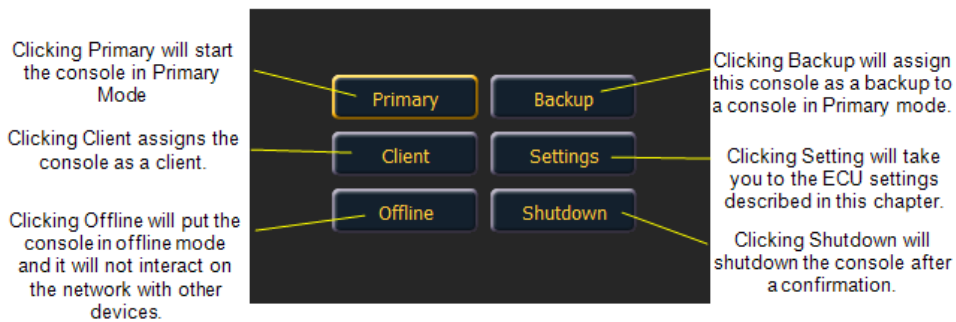 Clicking Primary will start
the console in Primary
Mode
Clicking Client assigns the
console as a client.
Clicking Offline will put the
console in offline mode
and it will not interact on
the network with other
devices.
Primary
Backup
Client
Settings
Offline
Shutdown
Clicking Backup will assign
this console as a backup to
a console in Primary mode.
Clicking Setting will take
you to the ECU settings
described in this chapter.
Clicking Shutdown will
shutdown the console after
a confirmation.